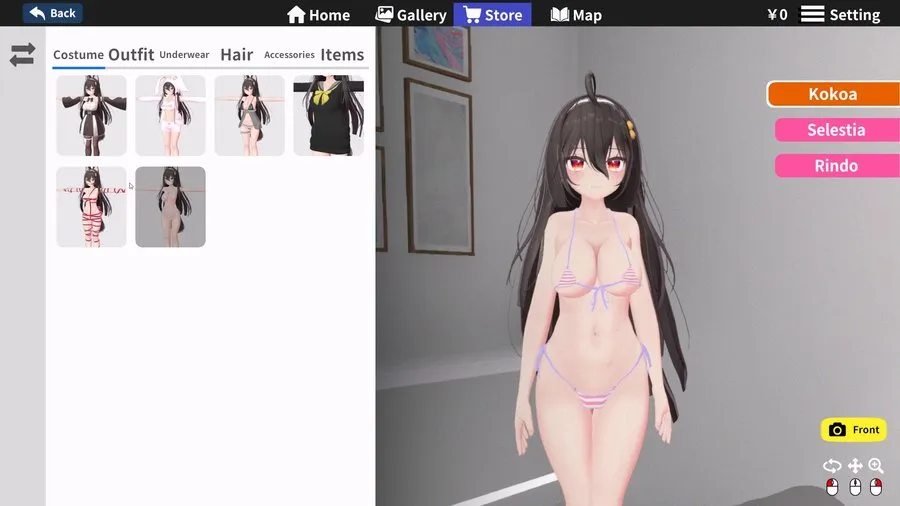 Back
Home
Gallery
Store
Map
¥0
Setting
Costume Outfit Underwear Hair Accessories Items
Kokoa
Selestia
Rindo
Front